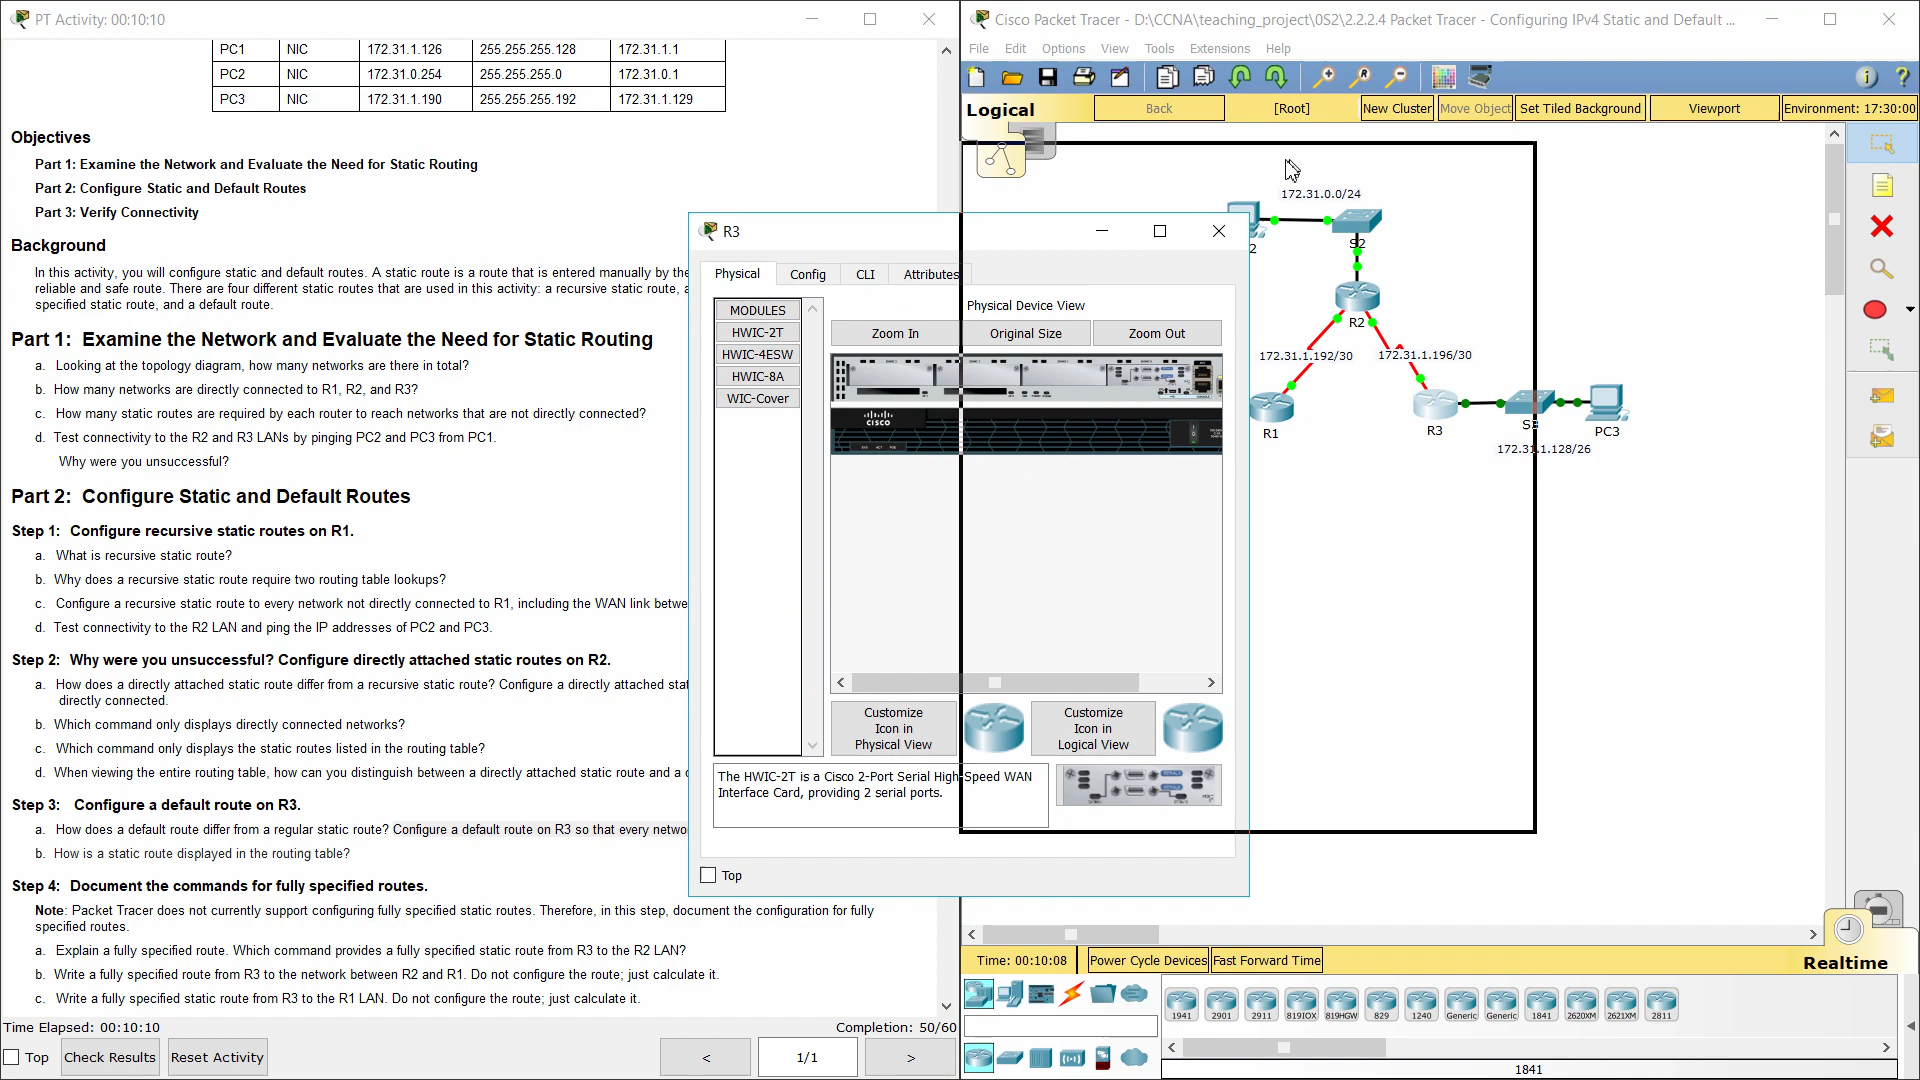 PT Activity: 00:10:10
PC1 NIC 172.31.1.126 255.255.255.128 172.31.1.1
PC2 NIC 172.31.0.254 255.255.255.0 172.31.0.1
PC3 NIC 172.31.1.190 255.255.255.192 172.31.1.129
Objectives
Part 1: Examine the Network and Evaluate the Need for Static Routing
Part 2: Configure Static and Default Routes
Part 3: Verify Connectivity
Background
In this activity, you will configure static and default routes. A static route is a route that is entered manually by the
reliable and safe route. There are four different static routes that are used in this activity: a recursive static route,
specified static route, and a default route.
Part 1: Examine the Network and Evaluate the Need for Static Routing
a. Looking at the topology diagram, how many networks are there in total?
b. How many networks are directly connected to R1, R2, and R3?
c. How many static routes are required by each router to reach networks that are not directly connected?
d. Test connectivity to the R2 and R3 LANs by pinging PC2 and PC3 from PC1.
Why were you unsuccessful?
Part 2: Configure Static and Default Routes
Step 1: Configure recursive static routes on R1.
a. What is recursive static route?
b. Why does a recursive static route require two routing table lookups?
c. Configure a recursive static route to every network not directly connected to R1, including the WAN link betwe
d. Test connectivity to the R2 LAN and ping the IP addresses of PC2 and PC3.
Step 2: Why were you unsuccessful? Configure directly attached static routes on R2.
a. How does a directly attached static route differ from a recursive static route? Configure a directly attached stat
directly connected.
b. Which command only displays directly connected networks?
c. Which command only displays the static routes listed in the routing table?
d. When viewing the entire routing table, how can you distinguish between a directly attached static route and a
Step 3: Configure a default route on R3.
a. How does a default route differ from a regular static route? Configure a default route on R3 so that every netwo
b. How is a static route displayed in the routing table?
Step 4: Document the commands for fully specified routes.
Note: Packet Tracer does not currently support configuring fully specified static routes. Therefore, in this step, document the configuration for fully
specified routes.
a. Explain a fully specified route. Which command provides a fully specified static route from R3 to the R2 LAN?
b. Write a fully specified route from R3 to the network between R2 and R1. Do not configure the route; just calculate it.
c. Write a fully specified static route from R3 to the R1 LAN. Do not configure the route; just calculate it.
Time Elapsed: 00:10:10 Completion: 50/60
Top Check Results Reset Activity < 1/1 >
Cisco Packet Tracer - D:\CCNA\teaching_project\0S2\2.2.2.4 Packet Tracer - Configuring IPv4 Static and Default ...
File Edit Options View Tools Extensions Help
Logical Back [Root] New Cluster Move Object Set Tiled Background Viewport Environment: 17:30:00
172.31.0.0/24
2 S2
R2
172.31.1.192/30 172.31.1.196/30
R1 R3 S3 PC3
172.31.1.128/26
R3
Physical Config CLI Attributes
MODULES
HWIC-2T
HWIC-4ESW
HWIC-8A
WIC-Cover
Physical Device View
Zoom In Original Size Zoom Out
CISCO
Customize
Icon in
Physical View
Customize
Icon in
Logical View
The HWIC-2T is a Cisco 2-Port Serial High-Speed WAN
Interface Card, providing 2 serial ports.
Top
Time: 00:10:08 Power Cycle Devices Fast Forward Time
Realtime
1941 2901 2911 819IOX 819HGW 829 1240 Generic Generic 1841 2620XM 2621XM 2811
1841